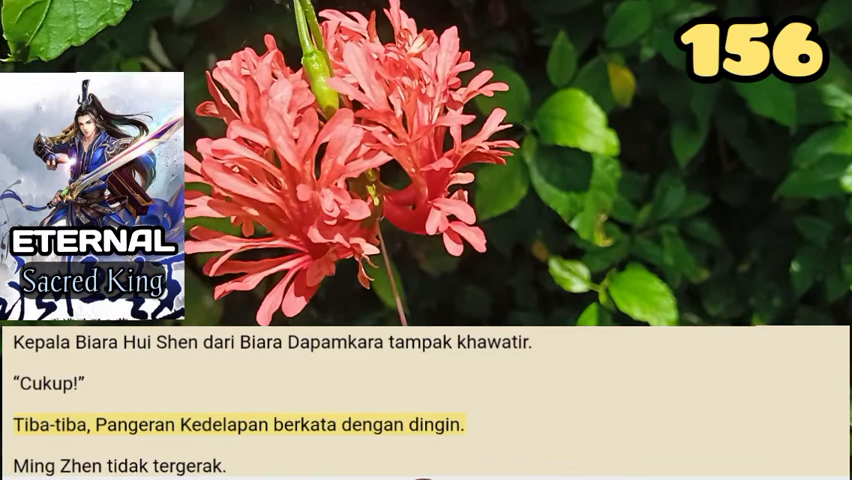 156
ETERNAL
Sacred King
Kepala Biara Hui Shen dari Biara Dapamkara tampak khawatir.
“Cukup!”
Tiba-tiba, Pangeran Kedelapan berkata dengan dingin.
Ming Zhen tidak tergerak.